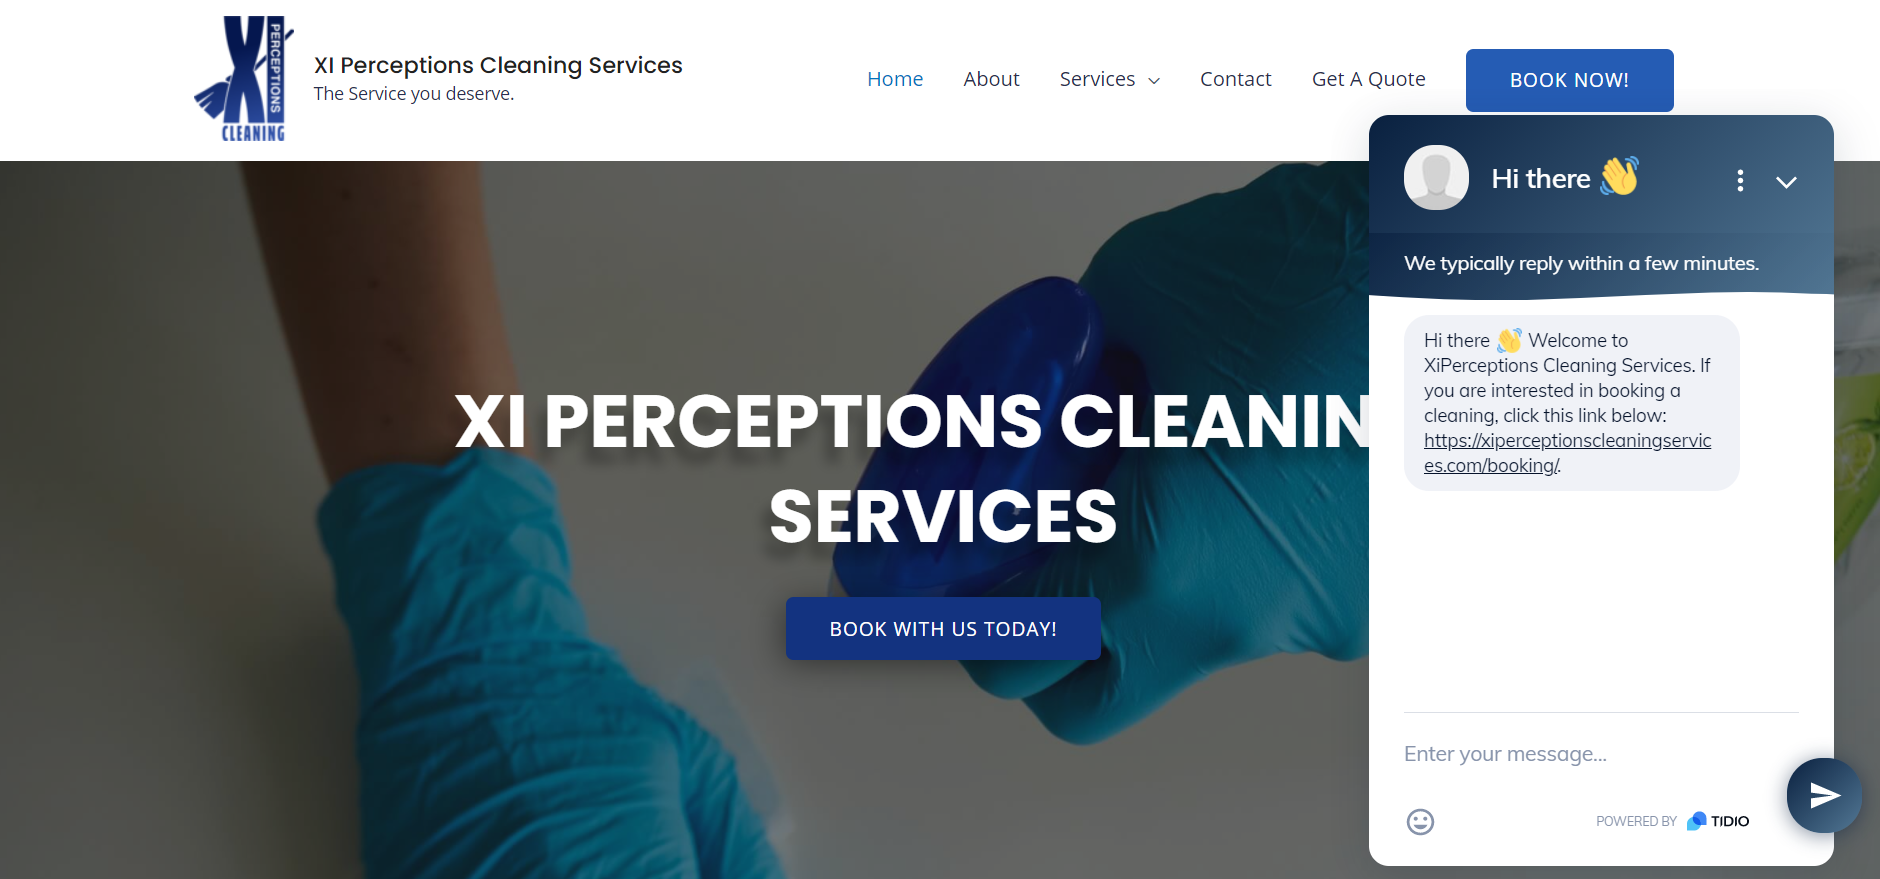 XI
PERCEPTIONS
CLEANING
XI Perceptions Cleaning Services
The Service you deserve.
Home
About
Services
Contact
Get A Quote
BOOK NOW!
XI PERCEPTIONS CLEANIN
SERVICES
BOOK WITH US TODAY!
Hi there 👋
We typically reply within a few minutes.
Hi there 👋 Welcome to
XiPerceptions Cleaning Services. If
you are interested in booking a
cleaning, click this link below:
https://xiperceptionscleaningservic
es.com/booking/.
Enter your message...
POWERED BY TIDIO